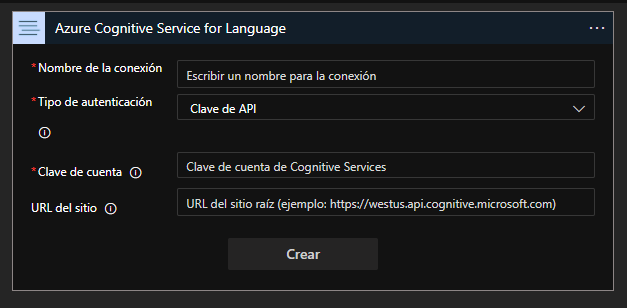 Azure Cognitive Service for Language
*Nombre de la conexión
Escribir un nombre para la conexión
*Tipo de autenticación
Clave de API
*Clave de cuenta
Clave de cuenta de Cognitive Services
URL del sitio
URL del sitio raíz (ejemplo: https://westus.api.cognitive.microsoft.com)
Crear